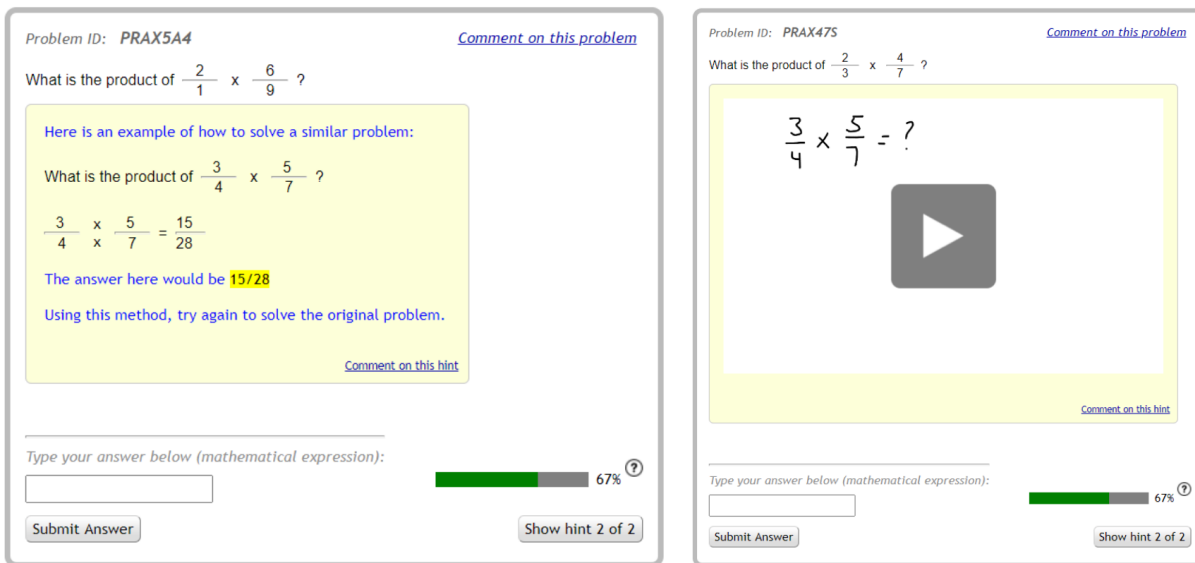 Problem ID: PRAX5A4 Comment on this problem
What is the product of 2/1 x 6/9 ?
Here is an example of how to solve a similar problem:
What is the product of 3/4 x 5/7 ?
3 x 5 = 15
4 x 7 28
The answer here would be 15/28
Using this method, try again to solve the original problem.
Comment on this hint
Type your answer below (mathematical expression):
67% ?
Submit Answer Show hint 2 of 2
Problem ID: PRAX47S Comment on this problem
What is the product of 2/3 x 4/7 ?
3/4 x 5/7 = ?
Comment on this hint
Type your answer below (mathematical expression):
67% ?
Submit Answer Show hint 2 of 2